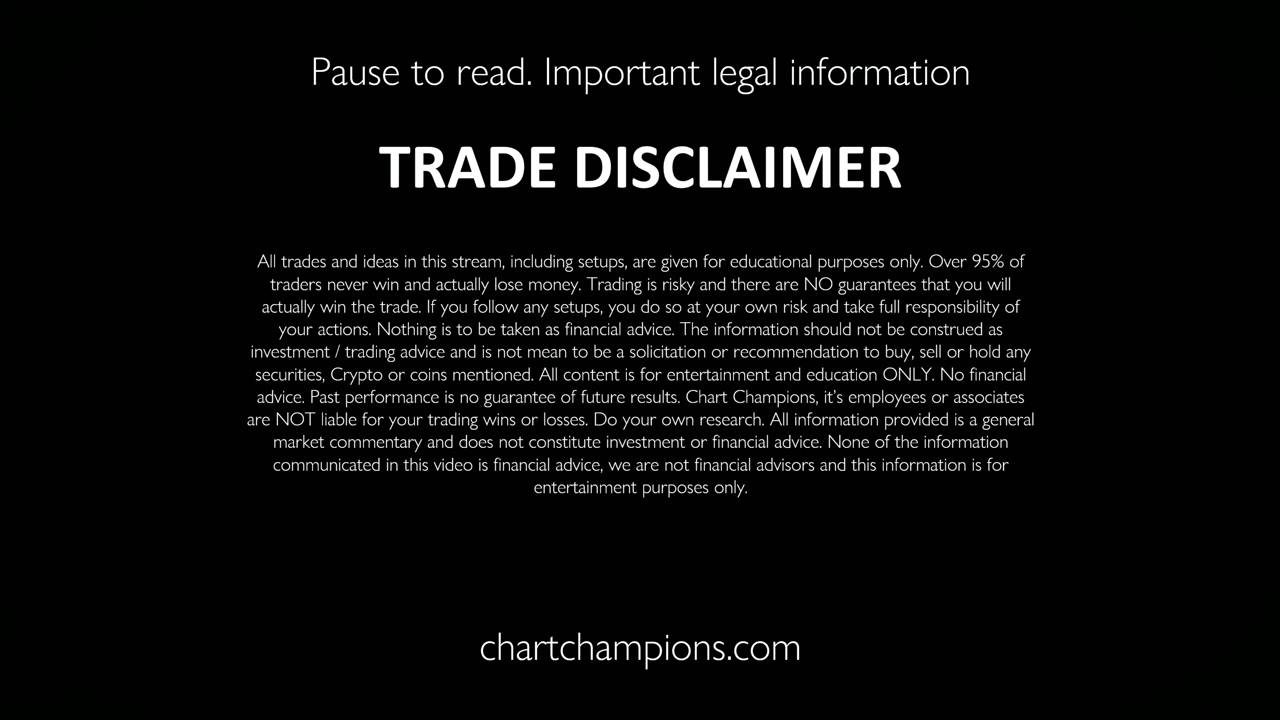 Pause to read. Important legal information
TRADE DISCLAIMER
All trades and ideas in this stream, including setups, are given for educational purposes only. Over 95% of
traders never win and actually lose money. Trading is risky and there are NO guarantees that you will
actually win the trade. If you follow any setups, you do so at your own risk and take full responsibility of
your actions. Nothing is to be taken as financial advice. The information should not be construed as
investment / trading advice and is not mean to be a solicitation or recommendation to buy, sell or hold any
securities, Crypto or coins mentioned. All content is for entertainment and education ONLY. No financial
advice. Past performance is no guarantee of future results. Chart Champions, it’s employees or associates
are NOT liable for your trading wins or losses. Do your own research. All information provided is a general
market commentary and does not constitute investment or financial advice. None of the information
communicated in this video is financial advice, we are not financial advisors and this information is for
entertainment purposes only.
chartchampions.com